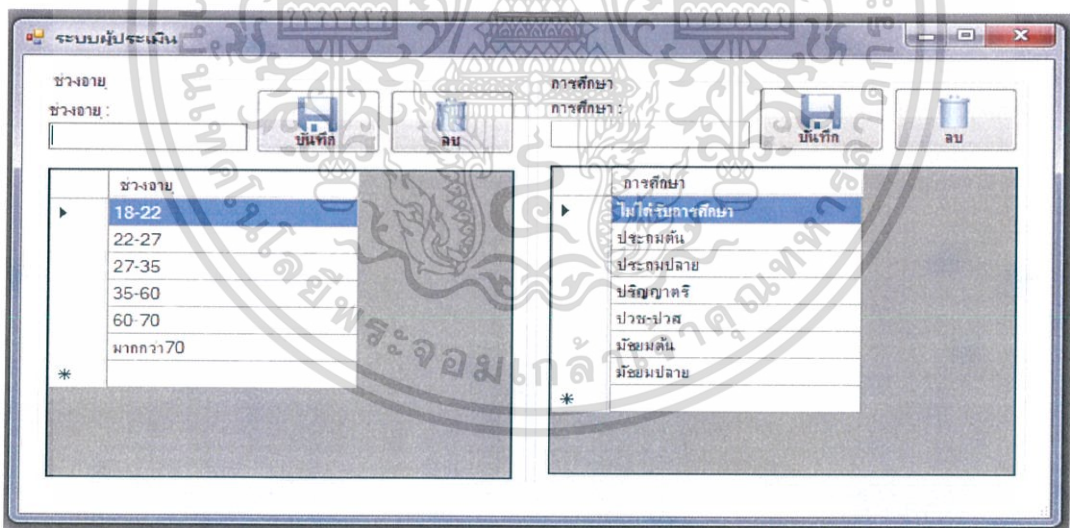 ระบบผู้ประเมิน
ช่วงอายุ
ช่วงอายุ :
บันทึก
ลบ
ช่วงอายุ
18-22
22-27
27-35
35-60
60-70
มากกว่า70
การศึกษา
การศึกษา :
บันทึก
ลบ
การศึกษา
ไม่ได้รับการศึกษา
ประถมต้น
ประถมปลาย
ปริญญาตรี
ปวช-ปวส
มัธยมต้น
มัธยมปลาย